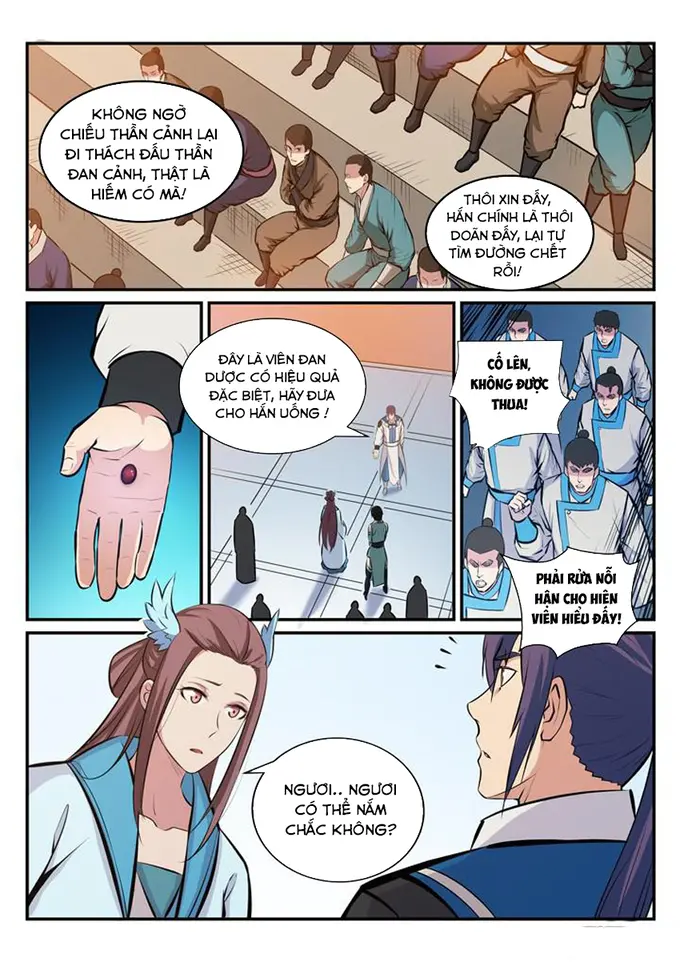 KHÔNG NGỜ
CHIẾU THẦN CẢNH LẠI
ĐI THÁCH ĐẤU THẦN
ĐAN CẢNH, THẬT LÀ
HIẾM CÓ MÀ!
THÔI XIN ĐẤY,
HẮN CHÍNH LÀ THÔI
DOÃN ĐẤY, LẠI TỰ
TÌM ĐƯỜNG CHẾT
RỒI!
ĐÂY LÀ VIÊN ĐAN
DƯỢC CÓ HIỆU QUẢ
ĐẶC BIỆT, HÃY ĐƯA
CHO HẮN UỐNG !
CỐ LÊN,
KHÔNG ĐƯỢC
THUA!
PHẢI RỬA NỖI
HẬN CHO HIÊN
VIÊN HIẾU ĐẤY!
NGƯƠI.. NGƯƠI
CÓ THỂ NẮM
CHẮC KHÔNG?